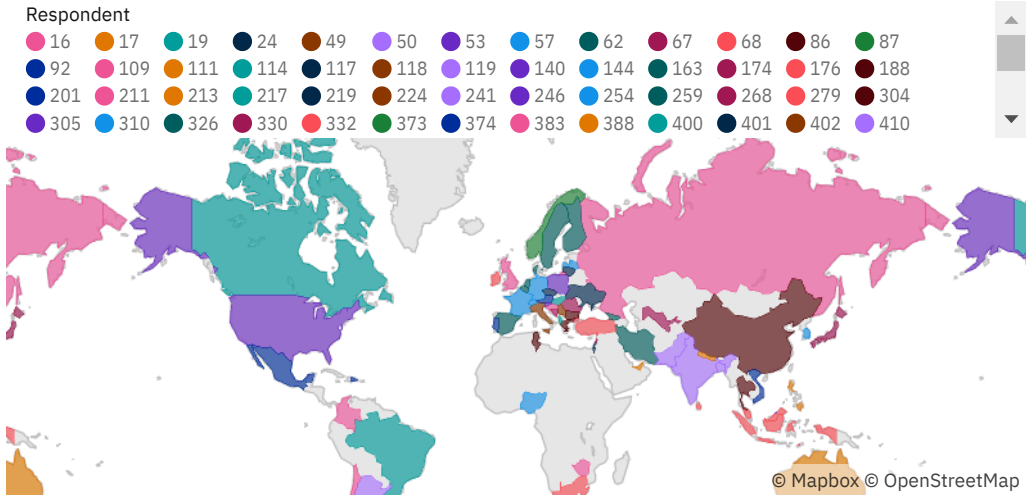 Respondent
16 17 19 24 49 50 53 57 62 67 68 86 87
92 109 111 114 117 118 119 140 144 163 174 176 188
201 211 213 217 219 224 241 246 254 259 268 279 304
305 310 326 330 332 373 374 383 388 400 401 402 410
© Mapbox © OpenStreetMap